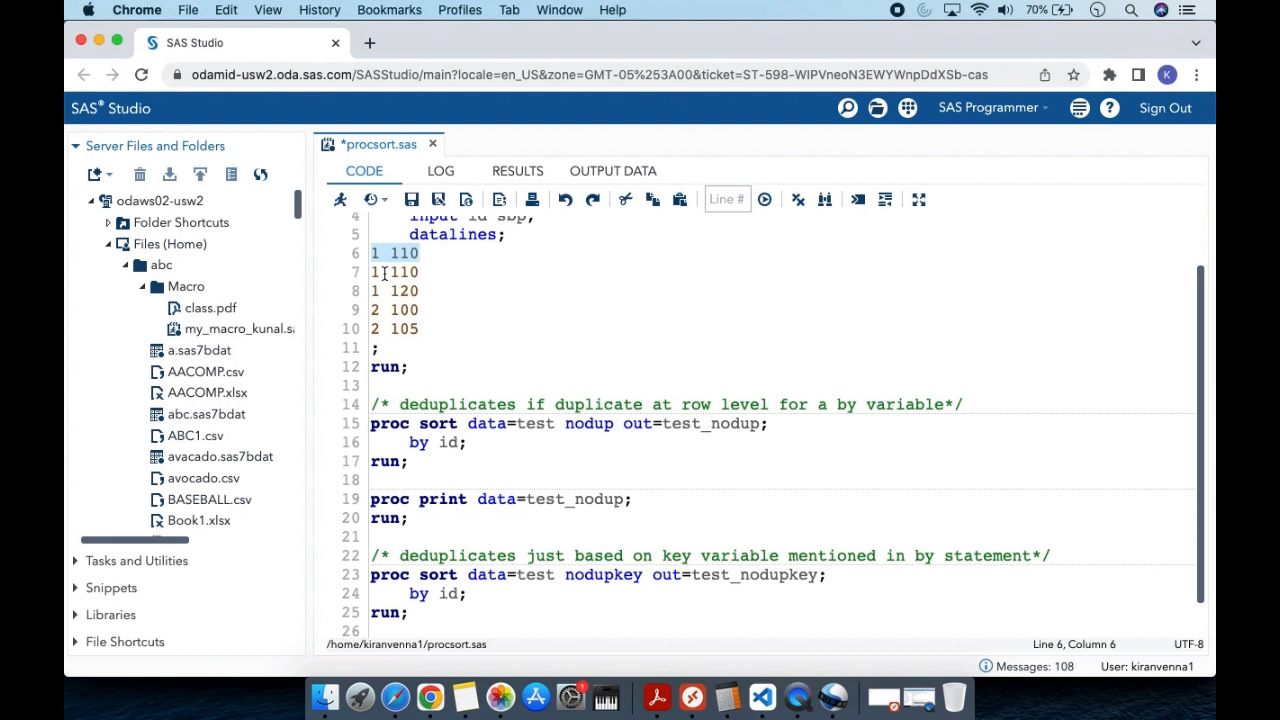 Chrome File Edit View History Bookmarks Profiles Tab Window Help 70%
SAS Studio
odamid-usw2.oda.sas.com/SASStudio/main?locale=en_US&zone=GMT-05%253A00&ticket=ST-598-WIPVneoN3EWYWnpDdXSb-cas K
SAS® Studio SAS Programmer Sign Out
Server Files and Folders
odaws02-usw2
Folder Shortcuts
Files (Home)
abc
Macro
class.pdf
my_macro_kunal.sa
a.sas7bdat
AACOMP.csv
AACOMP.xlsx
abc.sas7bdat
ABC1.csv
avacado.sas7bdat
avocado.csv
BASEBALL.csv
Book1.xlsx
Tasks and Utilities
Snippets
Libraries
File Shortcuts
*procsort.sas
CODE LOG RESULTS OUTPUT DATA
Line #
4 input id sbp;
5 datalines;
6 1 110
7 1 110
8 1 120
9 2 100
10 2 105
11 ;
12 run;
13
14 /* deduplicates if duplicate at row level for a by variable*/
15 proc sort data=test nodup out=test_nodup;
16 by id;
17 run;
18
19 proc print data=test_nodup;
20 run;
21
22 /* deduplicates just based on key variable mentioned in by statement*/
23 proc sort data=test nodupkey out=test_nodupkey;
24 by id;
25 run;
26
/home/kiranvenna1/procsort.sas Line 6, Column 6 UTF-8
Messages: 108 User: kiranvenna1
1